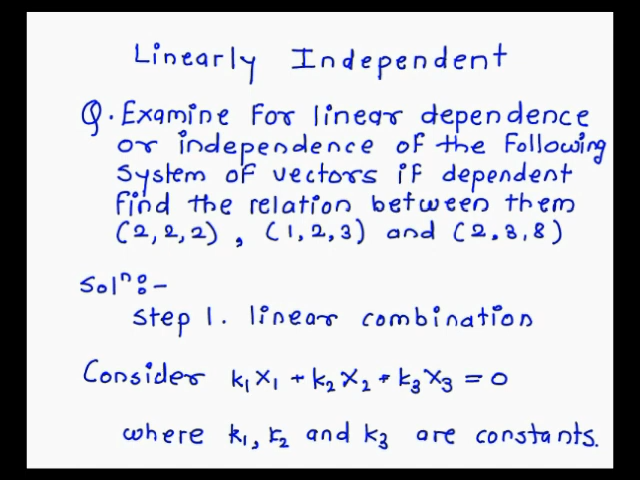 Linearly Independent
Q. Examine for linear dependence
or independence of the following
system of vectors if dependent
find the relation between them
(2, 2, 2) , (1, 2, 3) and (2, 3, 8)
Solⁿ:-
Step 1. linear combination
Consider k₁X₁ + k₂X₂ + k₃X₃ = 0
where k₁, k₂ and k₃ are constants.